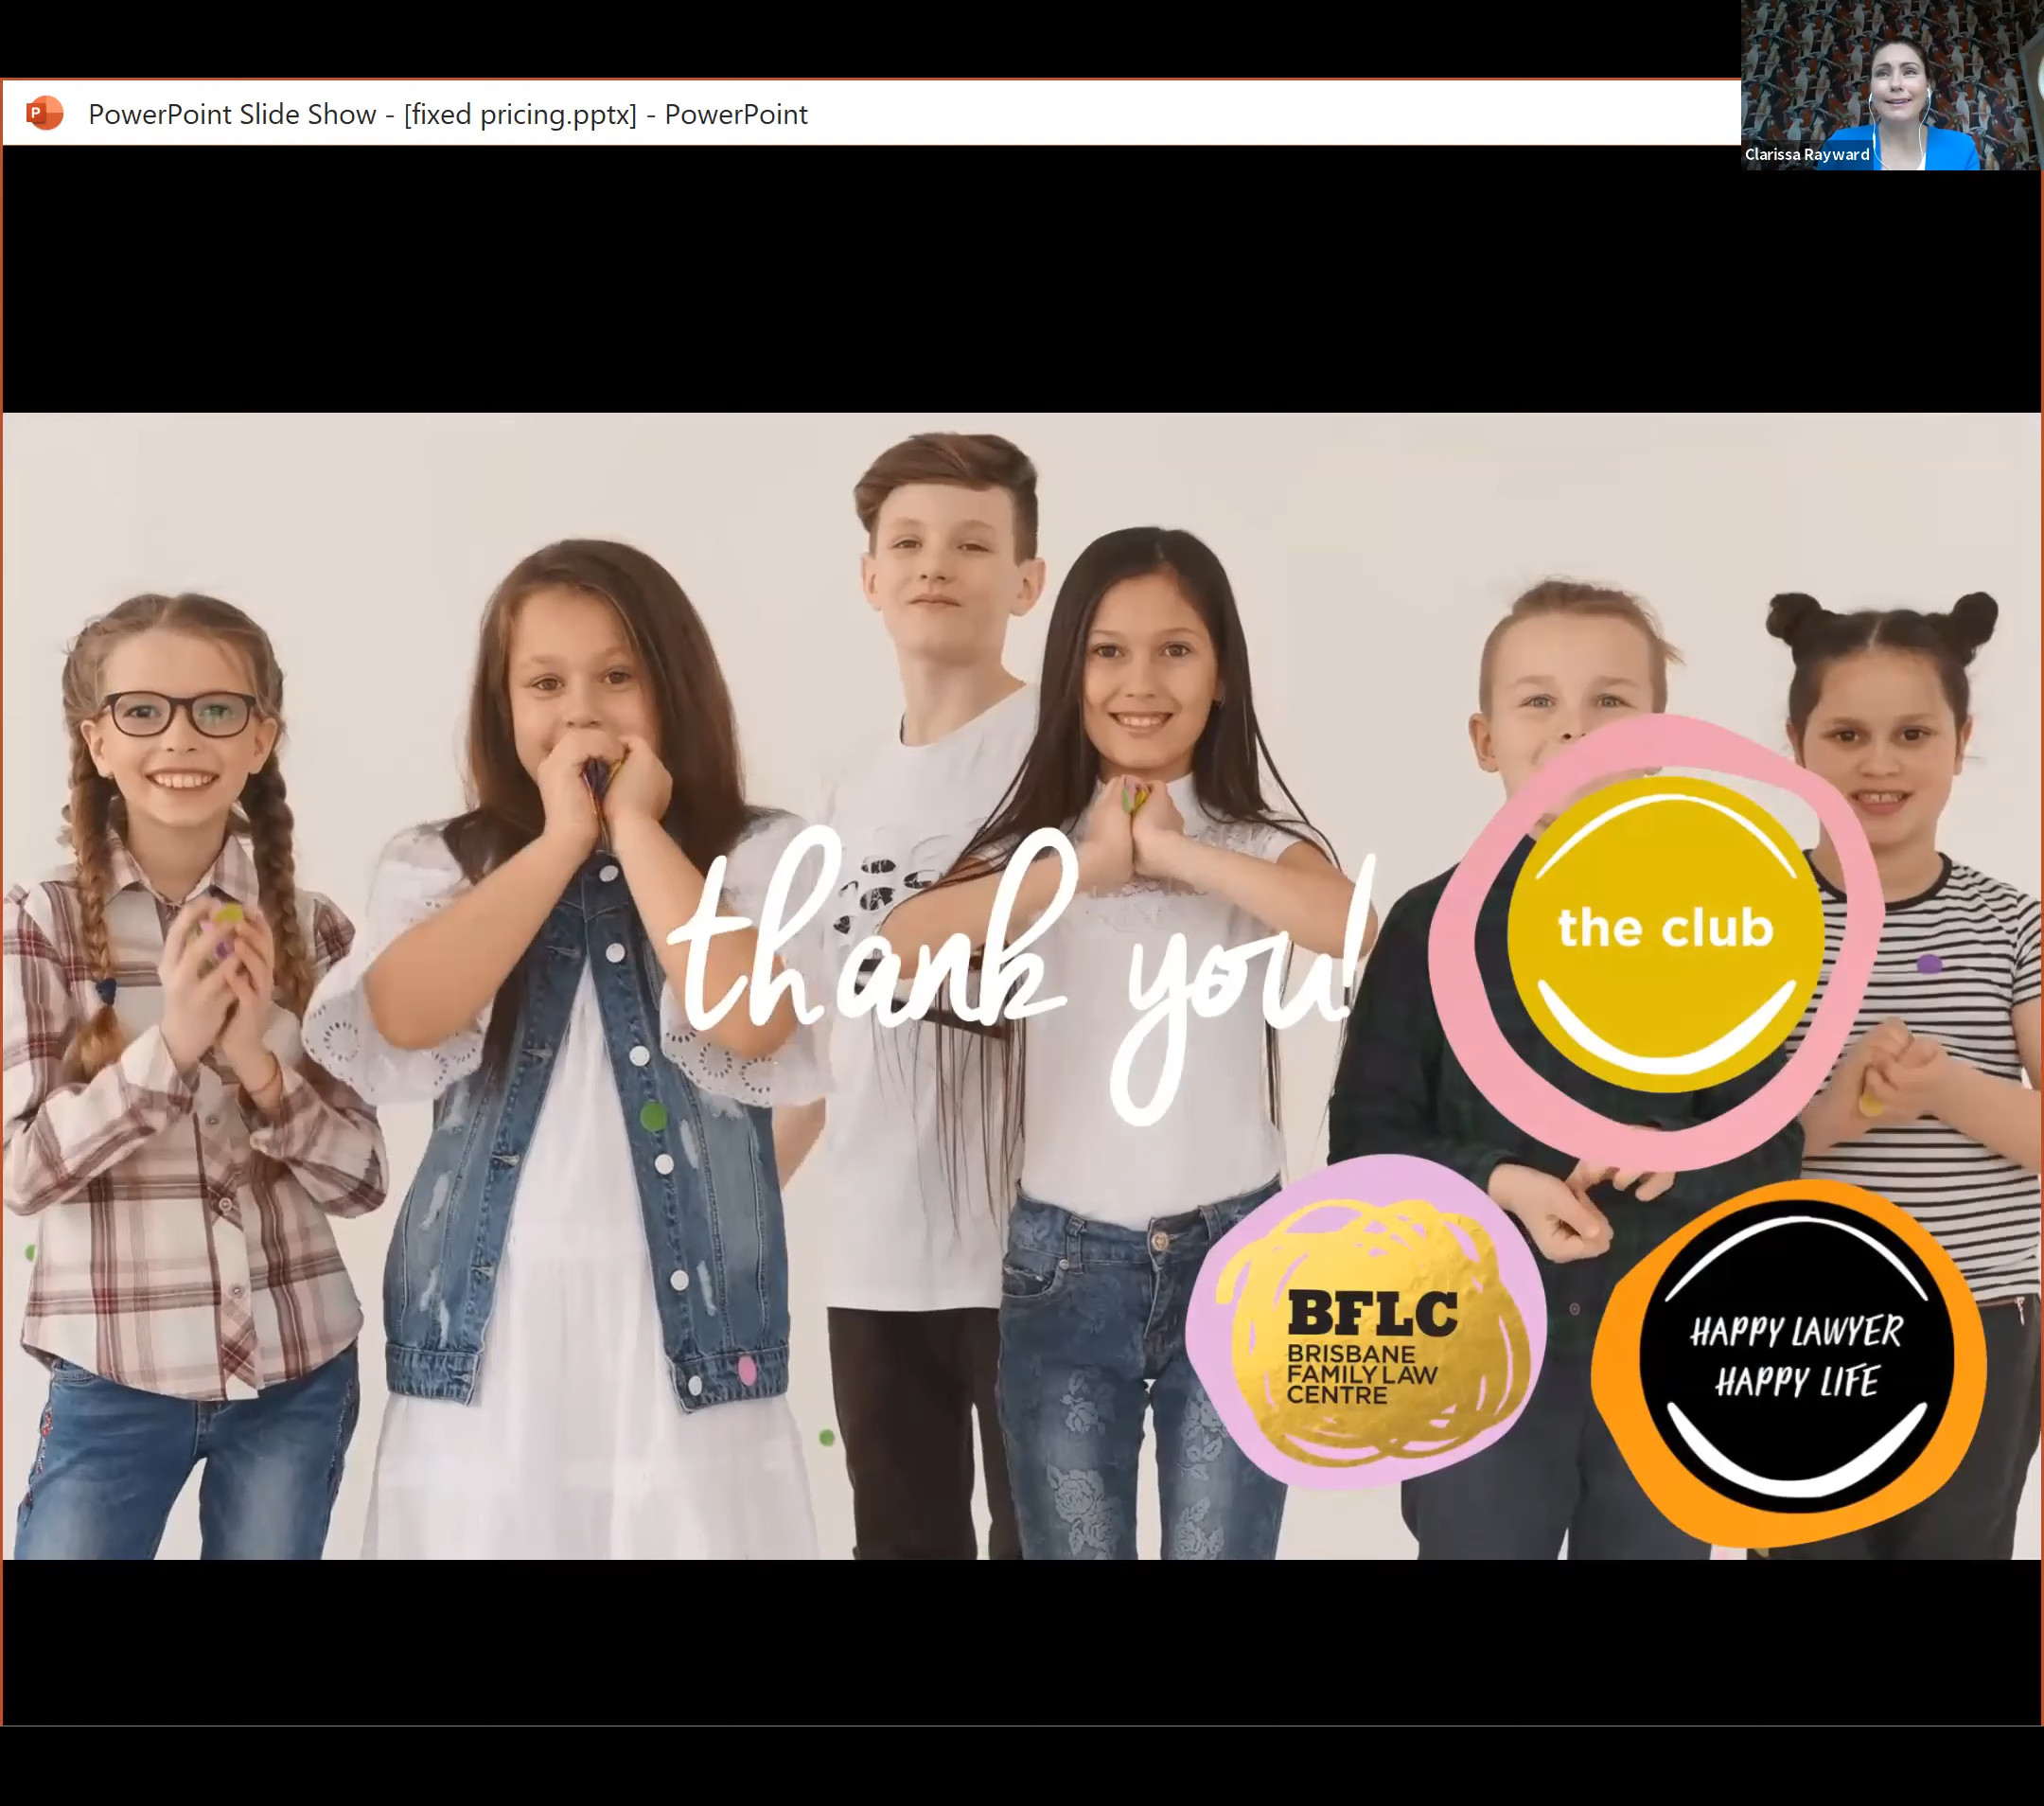 PowerPoint Slide Show - [fixed pricing.pptx] - PowerPoint
Clarissa Rayward
thank you!
the club
BFLC
BRISBANE
FAMILY LAW
CENTRE
HAPPY LAWYER
HAPPY LIFE